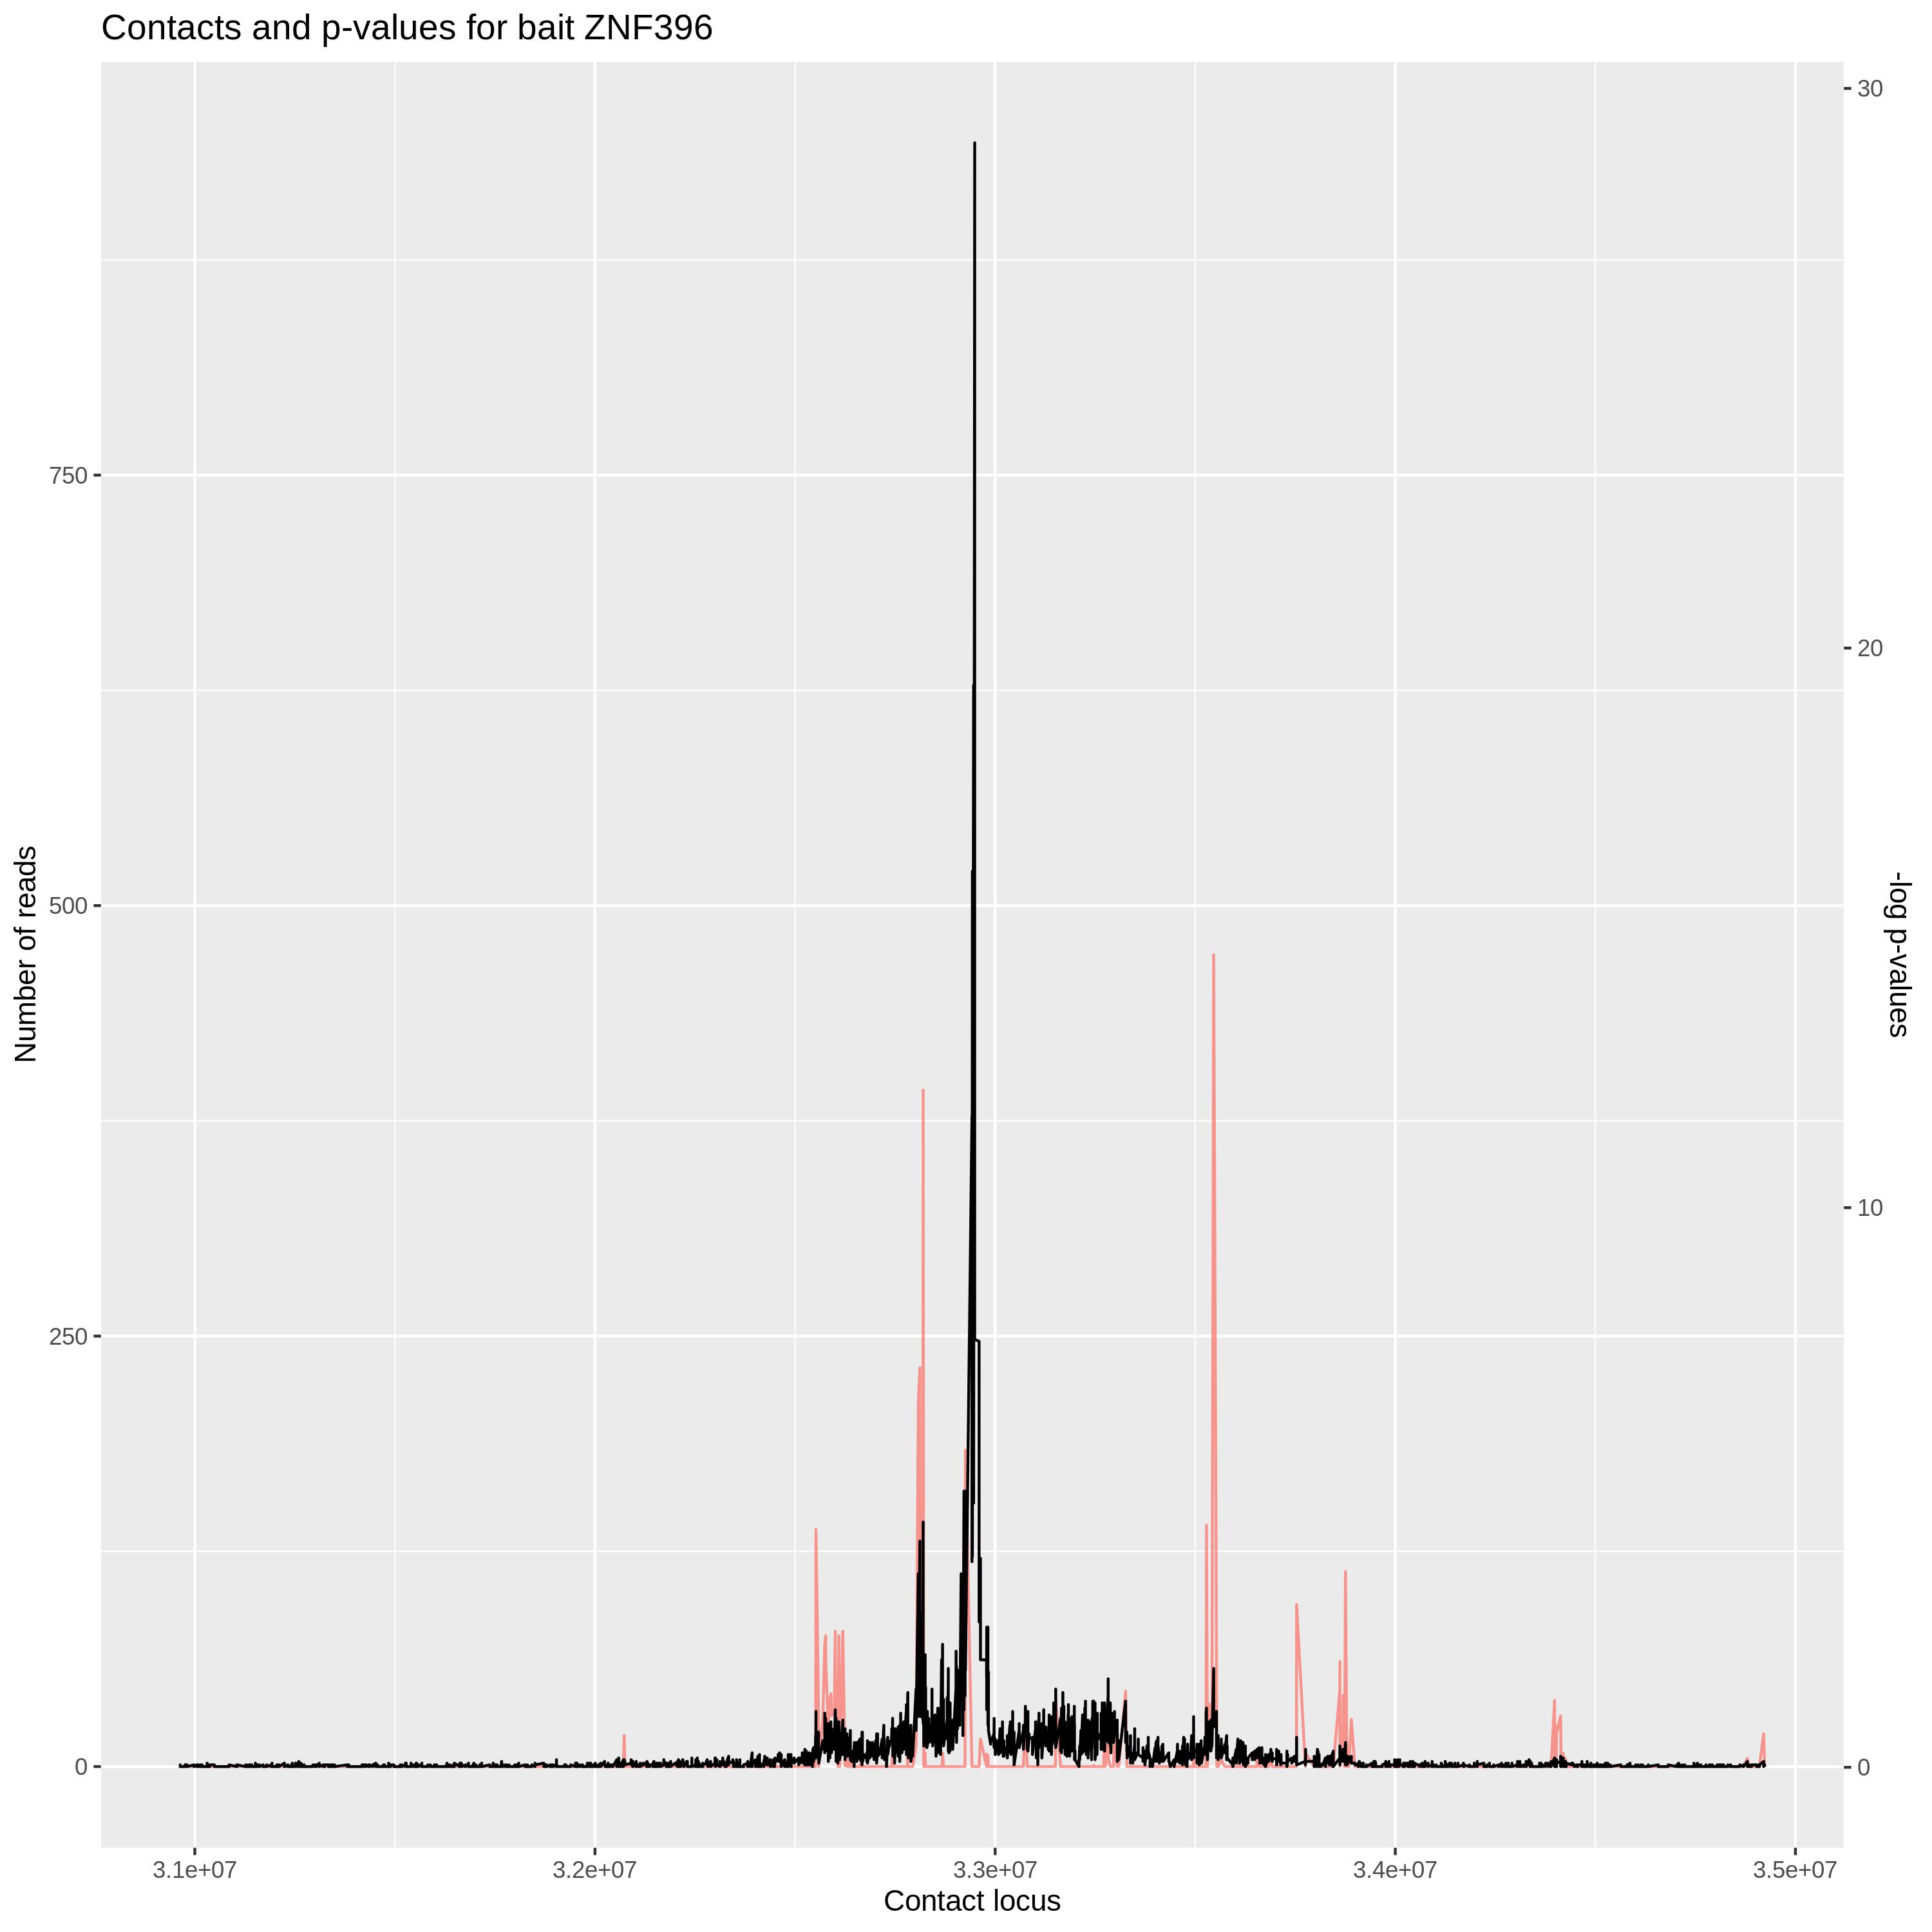 Contacts and p-values for bait ZNF396
30
750
20
Number of reads
500
-log p-values
10
250
0
0
3.1e+07 3.2e+07 3.3e+07 3.4e+07 3.5e+07
Contact locus